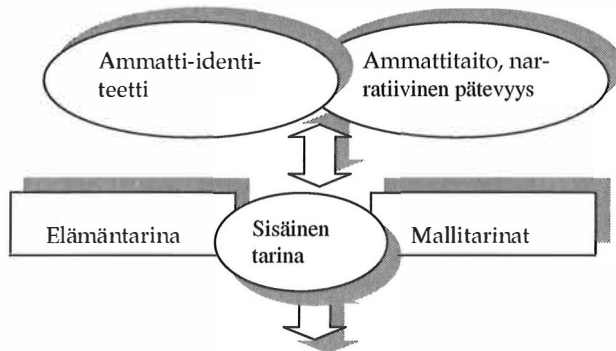 Ammatti-identi-
teetti
Ammattitaito, nar-
ratiivinen pätevyys
Elämäntarina
Sisäinen
tarina
Mallitarinat